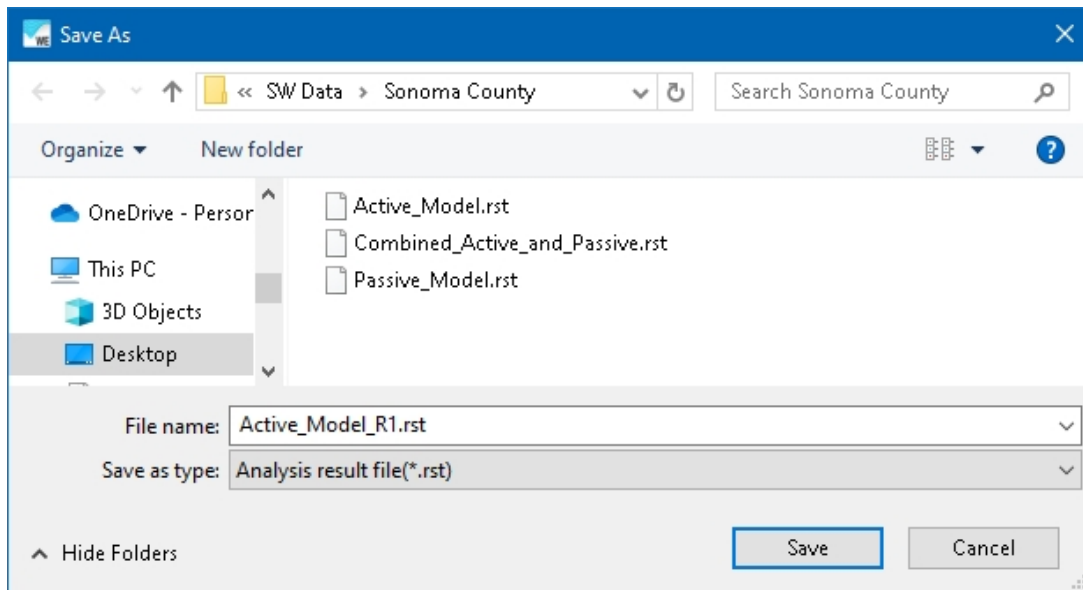 WE Save As
« SW Data > Sonoma County
Search Sonoma County
Organize
New folder
?
OneDrive - Person
This PC
3D Objects
Desktop
Active_Model.rst
Combined_Active_and_Passive.rst
Passive_Model.rst
File name: Active_Model_R1.rst
Save as type: Analysis result file(*.rst)
Hide Folders
Save
Cancel